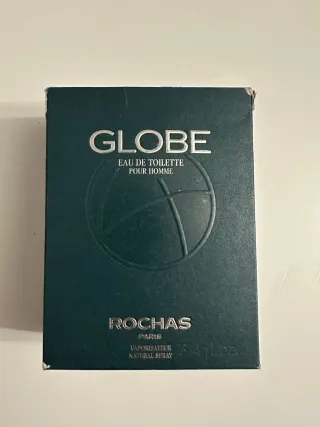 GLOBE
EAU DE TOILETTE
POUR HOMME
ROCHAS
PARIS
VAPORISATEUR
NATURAL SPRAY